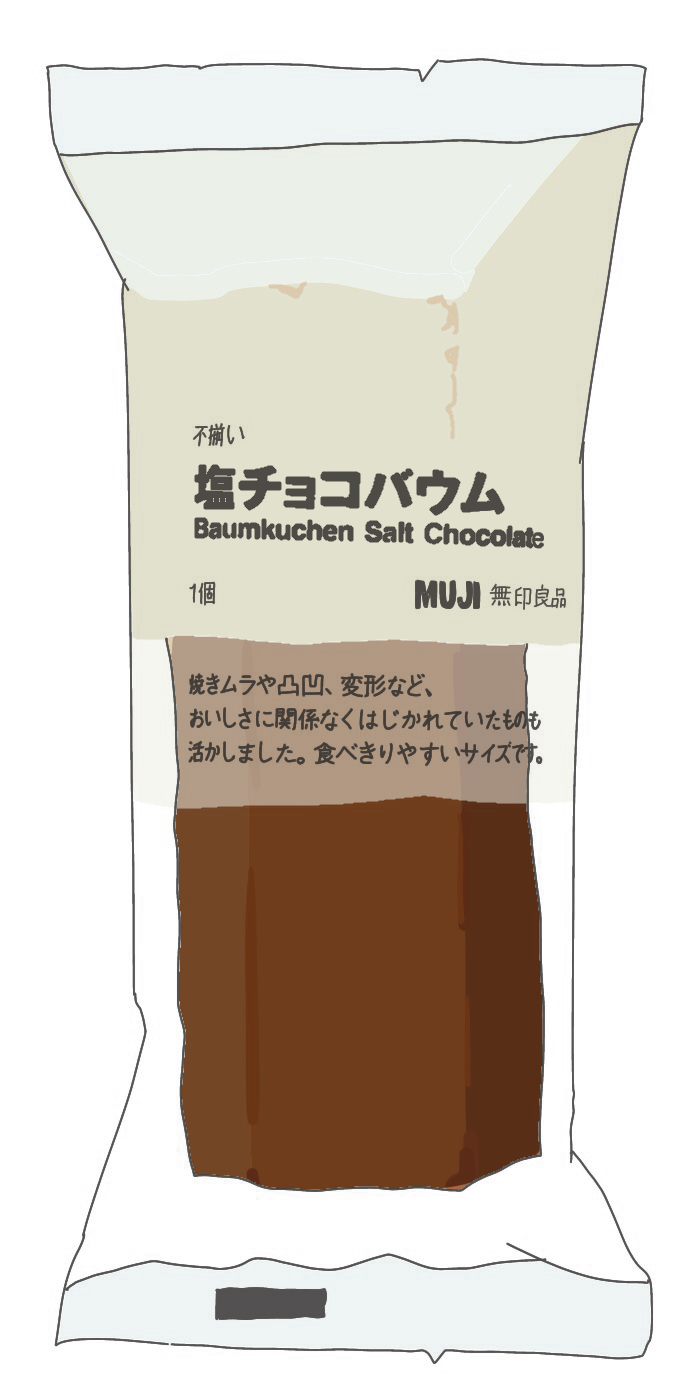 不揃い
塩チョコバウム
Baumkuchen Salt Chocolate
1個
MUJI 無印良品
焼きムラや凸凹、変形など、
おいしさに関係なくはじかれていたものも
活かしました。食べきりやすいサイズです。